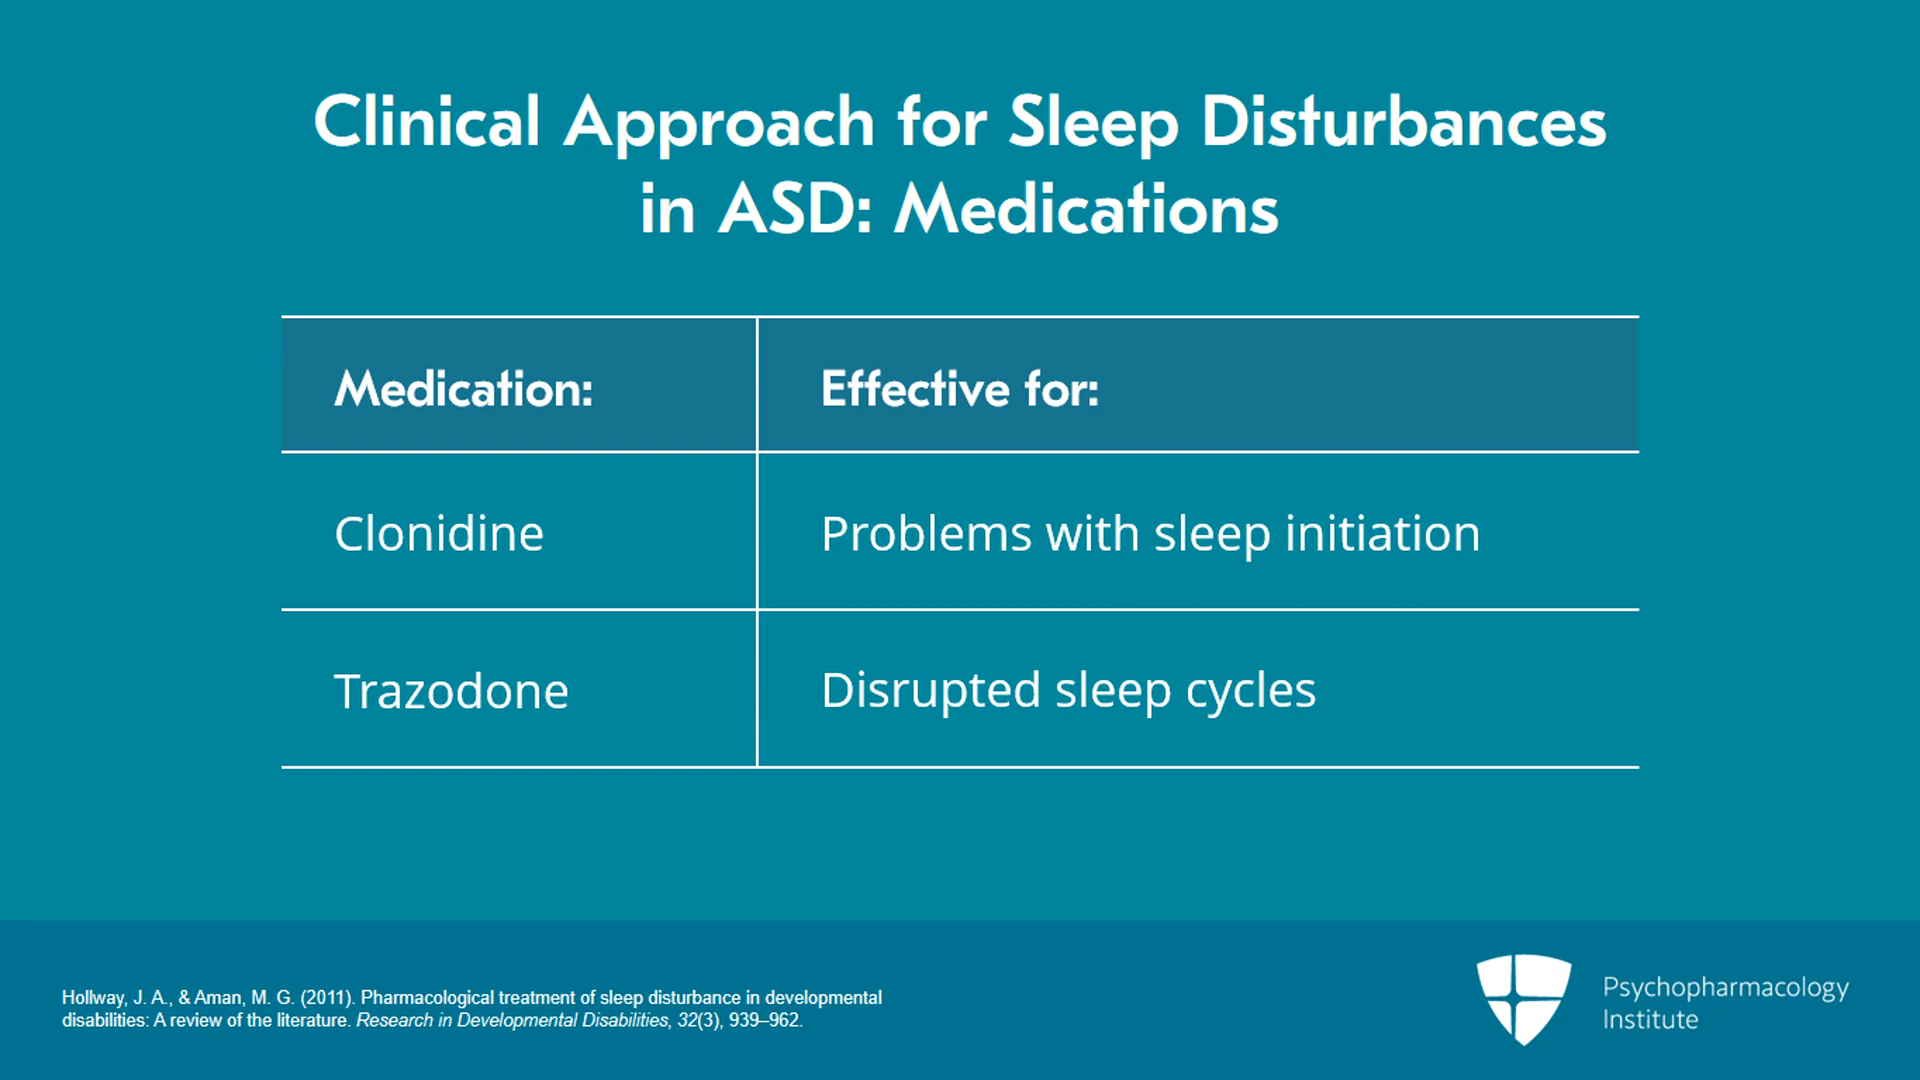 Clinical Approach for Sleep Disturbances
in ASD: Medications
Medication:
Effective for:
Clonidine
Problems with sleep initiation
Trazodone
Disrupted sleep cycles
Hollway, J. A., & Aman, M. G. (2011). Pharmacological treatment of sleep disturbance in developmental
disabilities: A review of the literature. Research in Developmental Disabilities, 32(3), 939–962.
Psychopharmacology
Institute